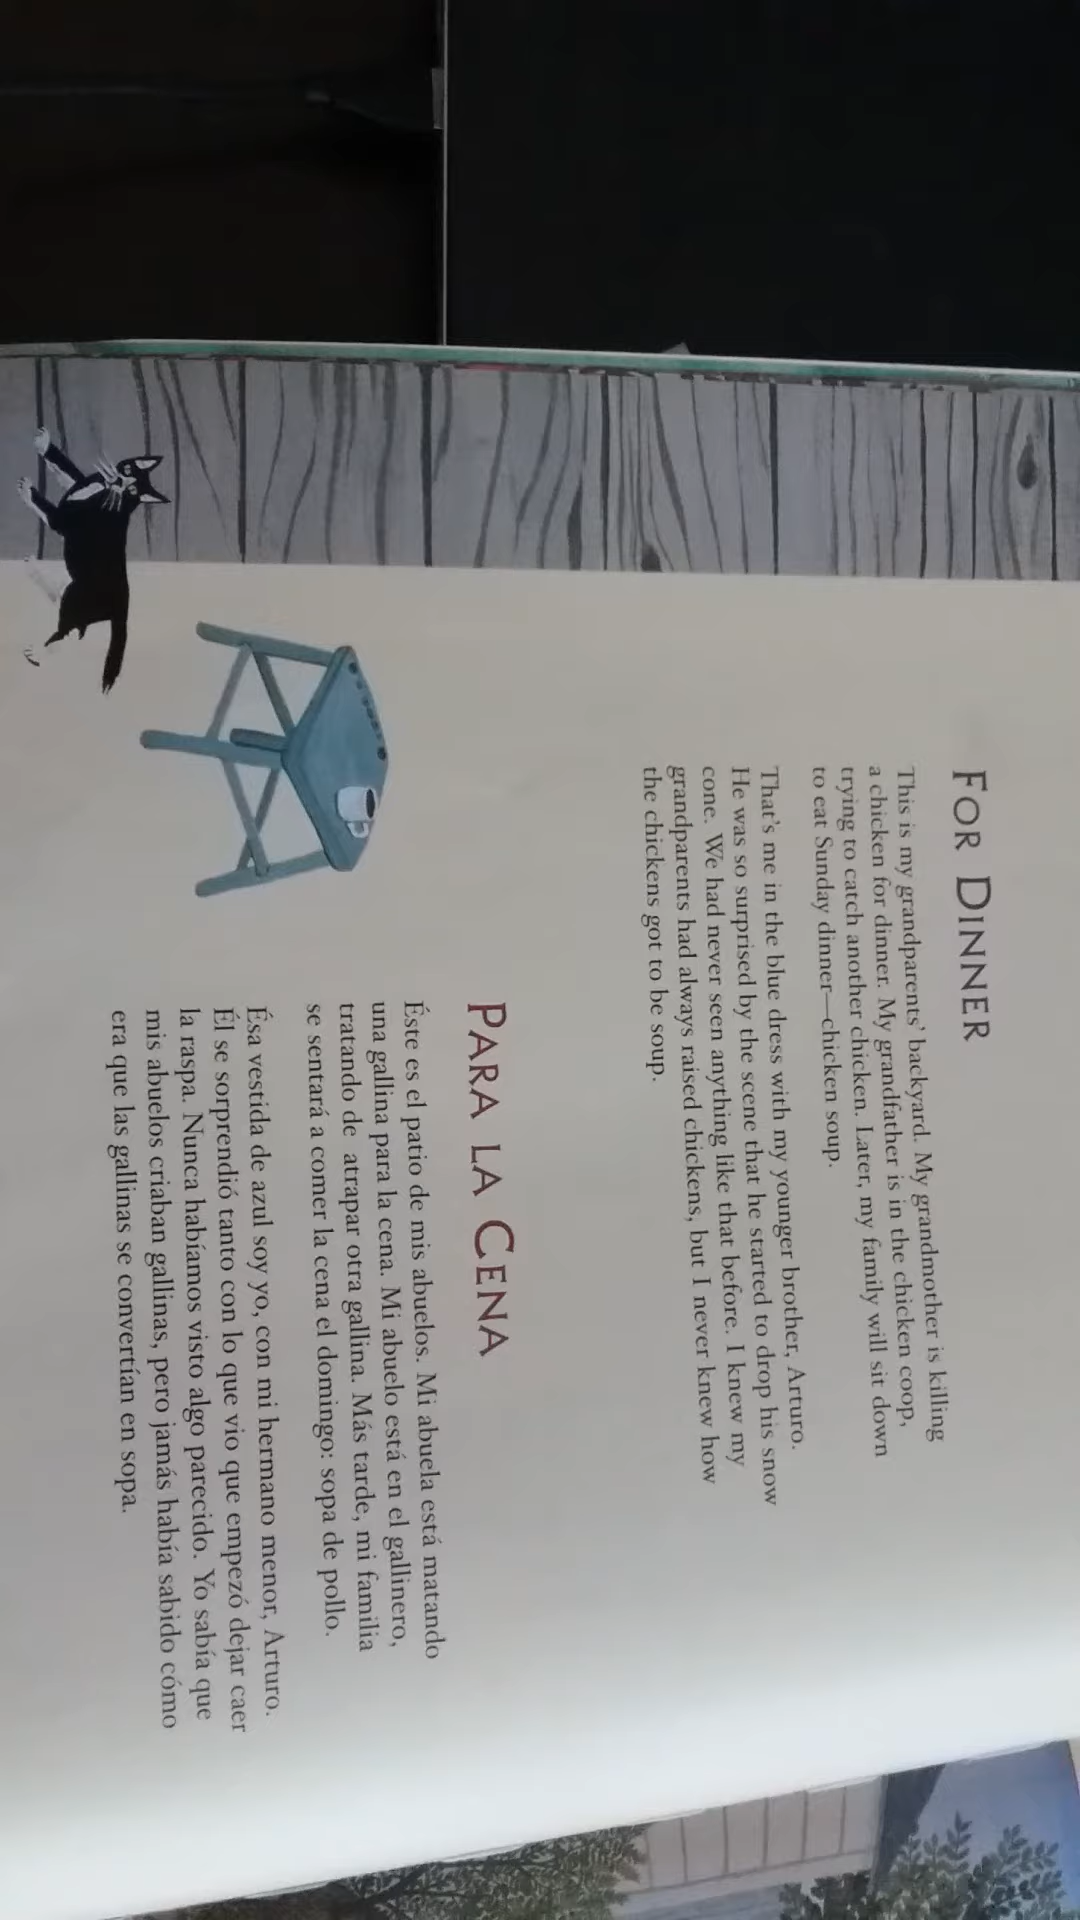 FOR DINNER
This is my grandparents' backyard. My grandmother is killing
a chicken for dinner. My grandfather is in the chicken coop,
trying to catch another chicken. Later, my family will sit down
to eat Sunday dinner—chicken soup.
That's me in the blue dress with my younger brother, Arturo.
He was so surprised by the scene that he started to drop his snow
cone. We had never seen anything like that before. I knew my
grandparents had always raised chickens, but I never knew how
the chickens got to be soup.
PARA LA CENA
Éste es el patio de mis abuelos. Mi abuela está matando
una gallina para la cena. Mi abuelo está en el gallinero,
tratando de atrapar otra gallina. Más tarde, mi familia
se sentará a comer la cena el domingo: sopa de pollo.
Ésa vestida de azul soy yo, con mi hermano menor, Arturo.
Él se sorprendió tanto con lo que vio que empezó dejar caer
la raspa. Nunca habíamos visto algo parecido. Yo sabía que
mis abuelos criaban gallinas, pero jamás había sabido cómo
era que las gallinas se convertían en sopa.